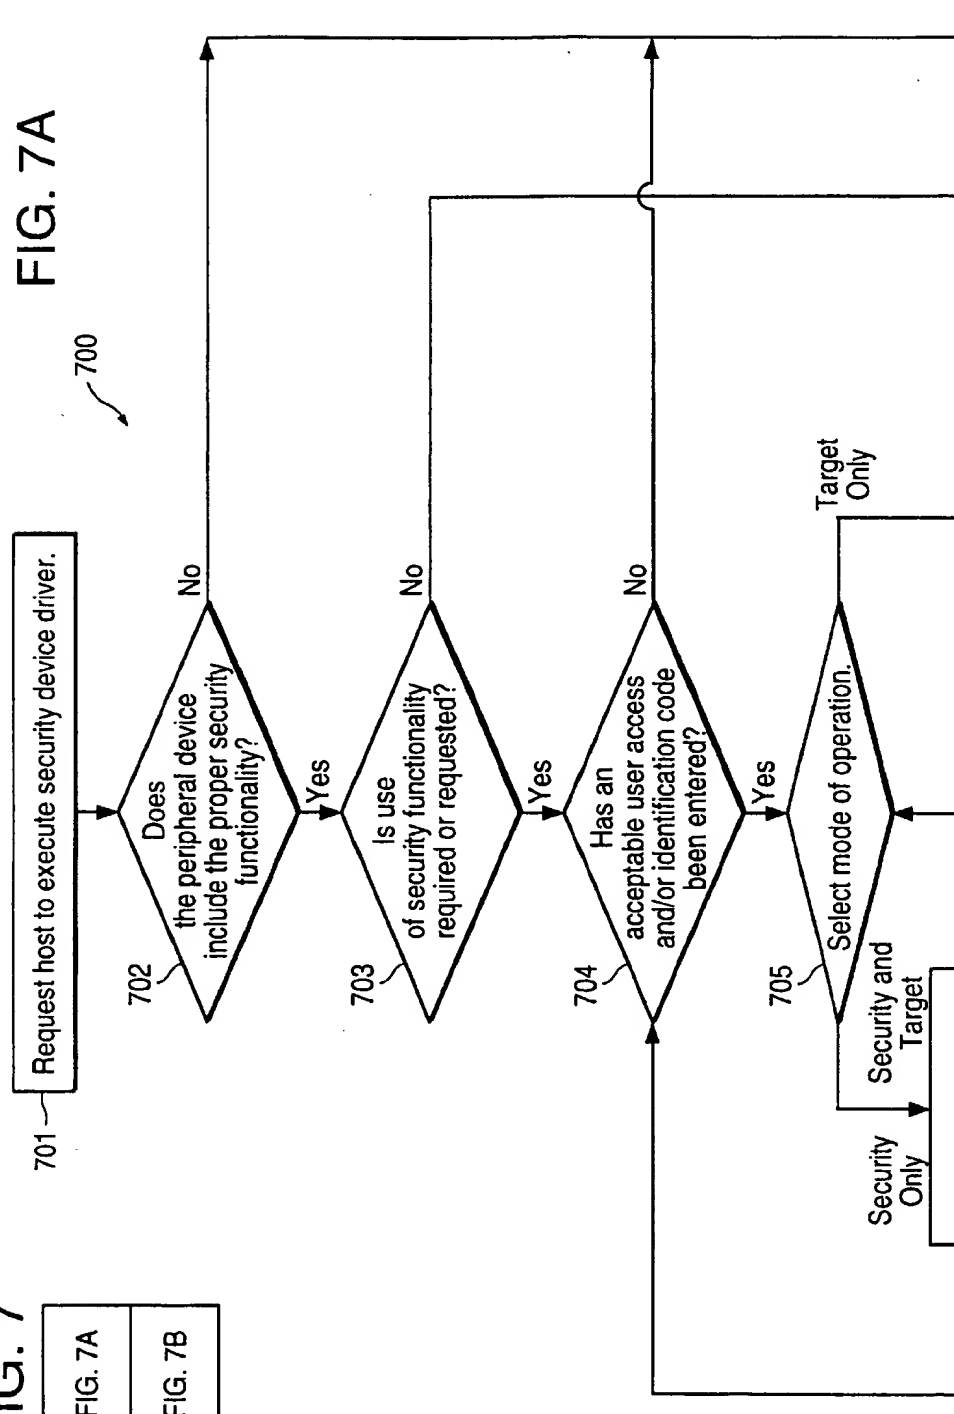 FIG. 7A
700
701
Request host to execute security device driver.
702
Does
the peripheral device
include the proper security
functionality?
No
Yes
703
Is use
of security functionality
required or requested?
No
Yes
704
Has an
acceptable user access
and/or identification code
been entered?
No
Yes
705
Select mode of operation.
Target
Only
Security and
Target
Security
Only
IG. 7
FIG. 7A
FIG. 7B